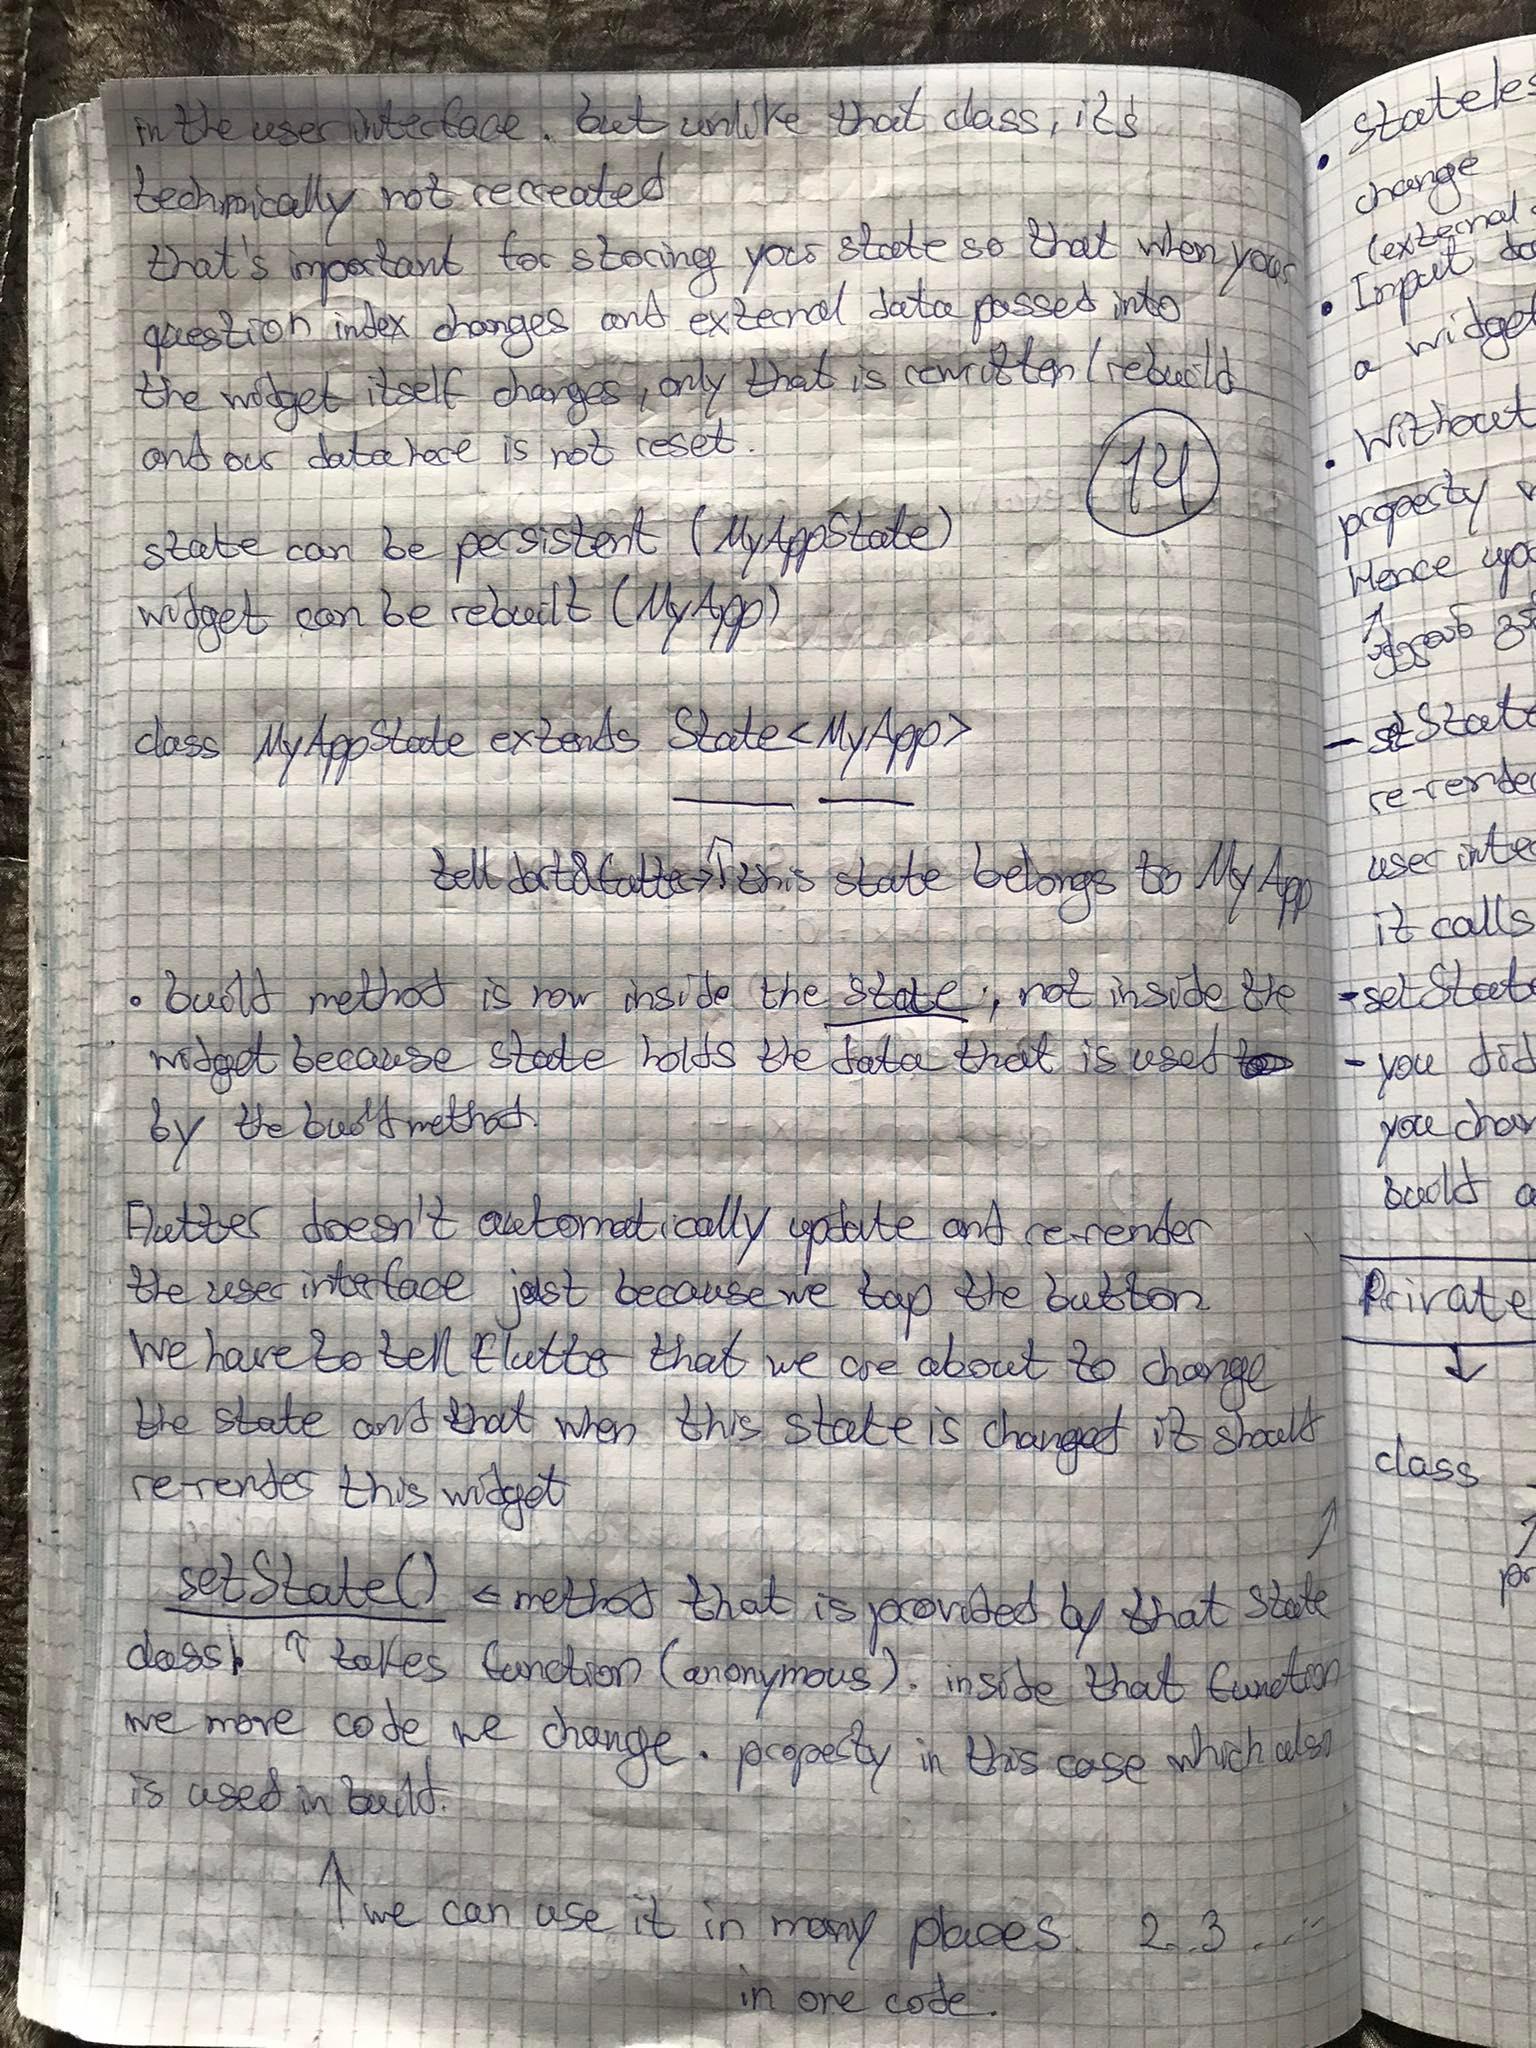 in the user interface. but unlike that class, it's
technically not recreated
that's important for storing your state so that when your
question index changes and external data passed into
the widget itself changes, only that is rewritten/rebuild
and our data here is not reset.
14
state can be persistent (MyAppState)
widget can be rebuilt (MyApp)
class MyAppState extends State<MyApp>
tell dart&flutter ↑ this state belongs to MyApp
• build method is now inside the state, not inside the
widget because state holds the data that is used
by the build method.
Flutter doesn't automatically update and re-render
the user interface just because we tap the button
We have to tell Flutter that we are about to change
the state and that when this state is changed it should
re-render this widget
setState() ← method that is provided by that state
class. ↑ takes function (anonymous). inside that function
we move code we change. property in this case which also
is used in build.
↑ we can use it in many places. 2..3...
in one code.
• Stateles
change
(external
• Input da
a widget
• Without
property
Hence upo
↑
- setState
re-render
user inte
it calls
- setState
- you did
you chan
build a
Private
↓
class
↑
pr